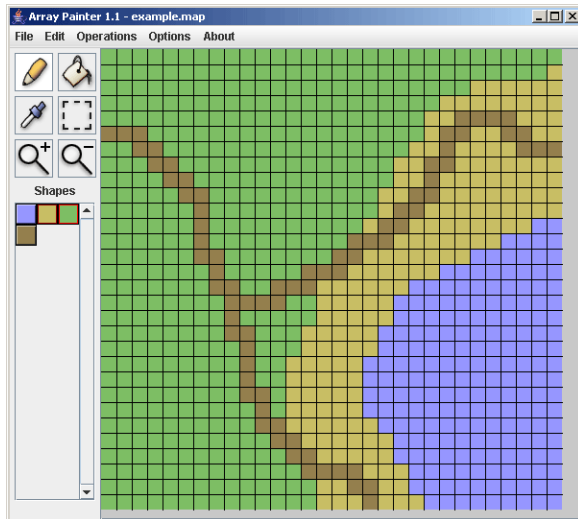 Array Painter 1.1 - example.map
File Edit Operations Options About
Shapes